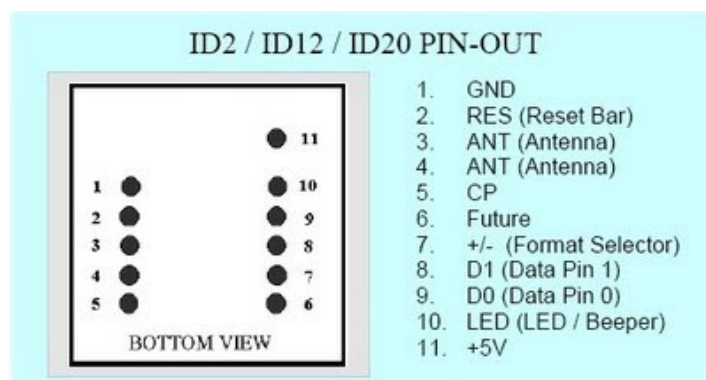 ID2 / ID12 / ID20 PIN-OUT
11
1 10
2 9
3 8
4 7
5 6
BOTTOM VIEW
1. GND
2. RES (Reset Bar)
3. ANT (Antenna)
4. ANT (Antenna)
5. CP
6. Future
7. +/- (Format Selector)
8. D1 (Data Pin 1)
9. D0 (Data Pin 0)
10. LED (LED / Beeper)
11. +5V